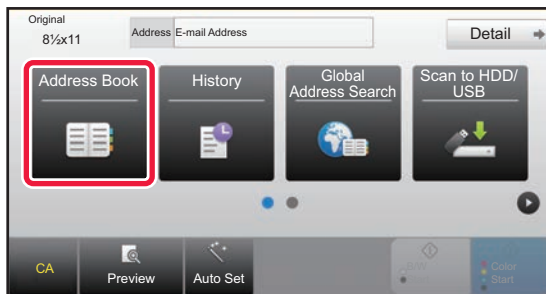 Original
8½x11
Address E-mail Address
Detail
Address Book
History
Global
Address Search
Scan to HDD/
USB
CA
Preview
Auto Set
Color
Start